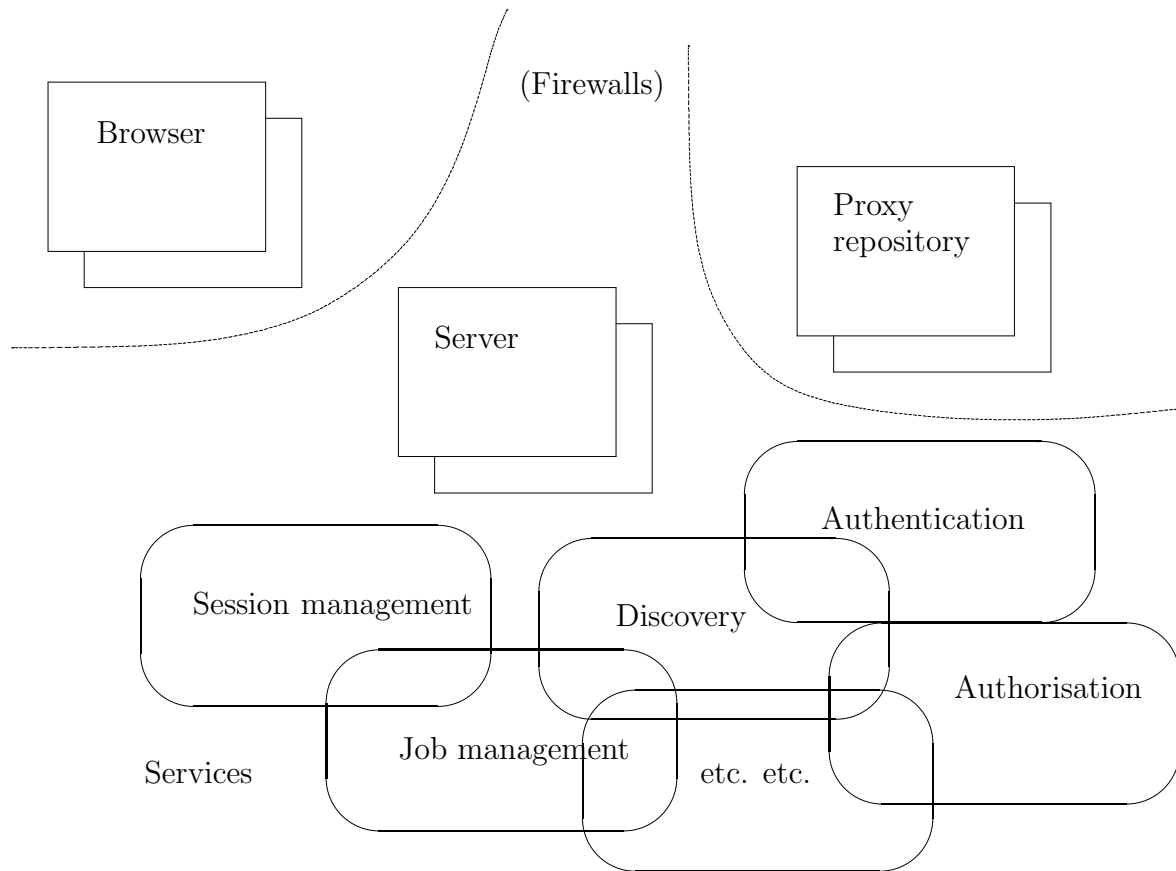 (Firewalls)
Browser
Proxy
repository
Server
Authentication
Session management
Discovery
Authorisation
Job management
Services
etc. etc.